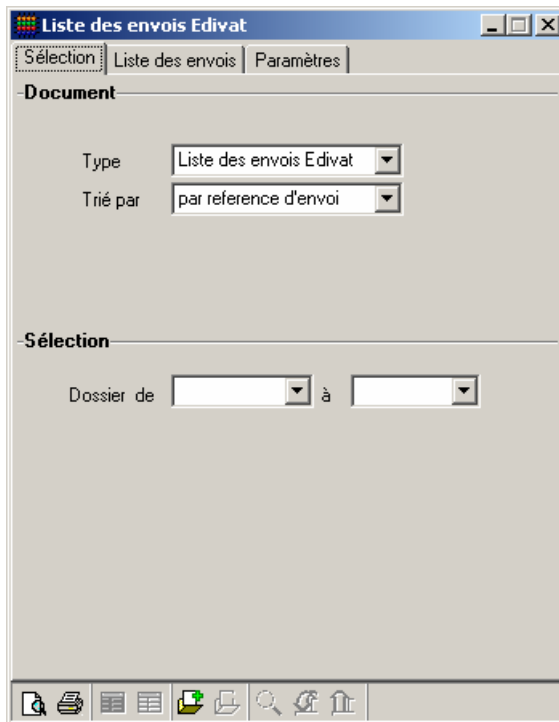 Liste des envois Edivat
Sélection Liste des envois Paramètres
Document
Type Liste des envois Edivat
Trié par par reference d'envoi
Sélection
Dossier de à